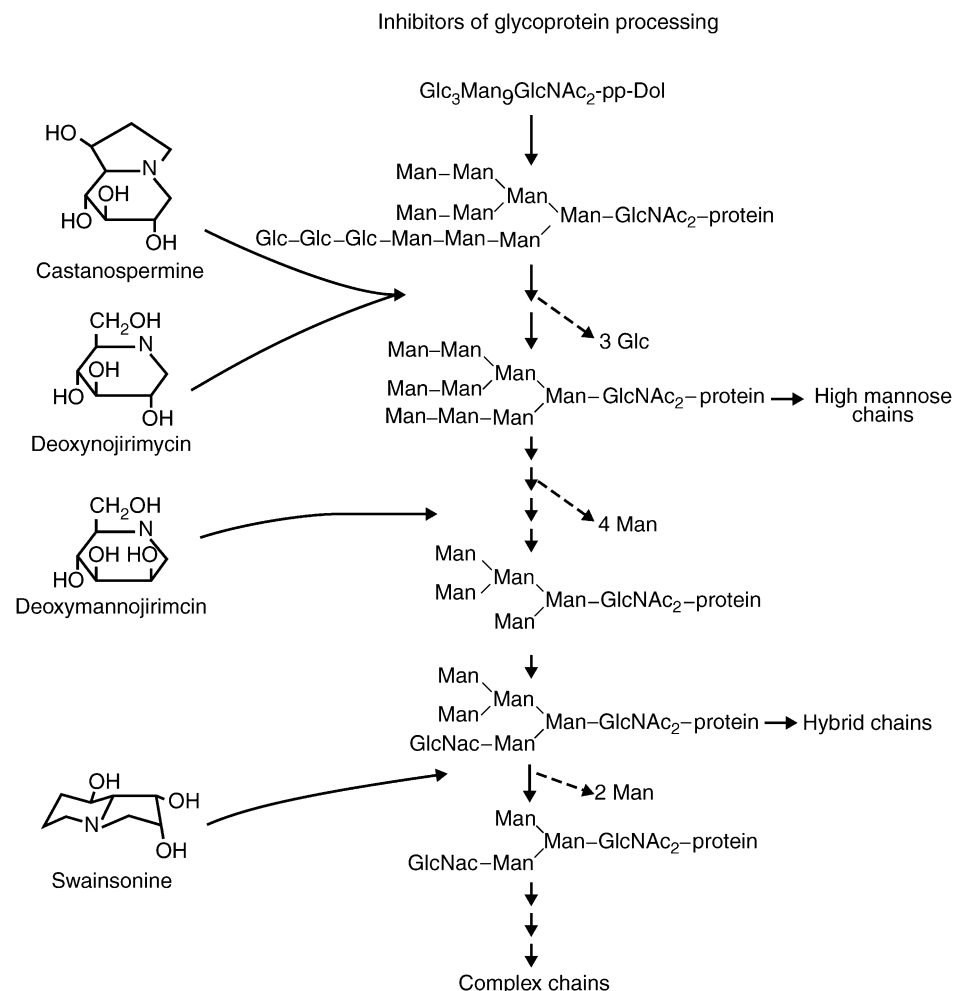 Inhibitors of glycoprotein processing
Glc3Man9GlcNAc2-pp-Dol
HO
N
OH
HO
OH
Castanospermine
Man–Man
Man
Man–Man
Man–GlcNAc2–protein
Glc–Glc–Glc–Man–Man–Man
CH2OH
N
OH
HO
OH
Deoxynojirimycin
3 Glc
Man–Man
Man
Man–Man
Man–GlcNAc2–protein
Man–Man–Man
High mannose
chains
CH2OH
N
OH HO
HO
Deoxymannojirimcin
4 Man
Man
Man
Man
Man–GlcNAc2–protein
Man
Man
Man
Man
Man–GlcNAc2–protein
GlcNac–Man
Hybrid chains
OH
OH
N
OH
Swainsonine
2 Man
Man
Man–GlcNAc2–protein
GlcNac–Man
Complex chains